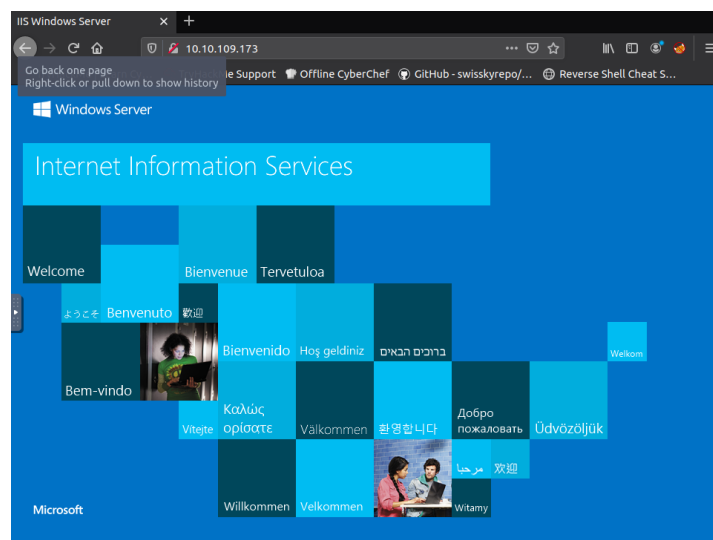 IIS Windows Server
10.10.109.173
Go back one page
Right-click or pull down to show history
ie Support
Offline CyberChef
GitHub - swisskyrepo/...
Reverse Shell Cheat S...
Windows Server
Internet Information Services
Welcome
Bienvenue
Tervetuloa
ようこそ
Benvenuto
歡迎
Bienvenido
Hoş geldiniz
ברוכים הבאים
Welkom
Bem-vindo
Vítejte
Καλώς
ορίσατε
Välkommen
환영합니다
Добро
пожаловать
Üdvözöljük
مرحبا
欢迎
Willkommen
Velkommen
Witamy
Microsoft